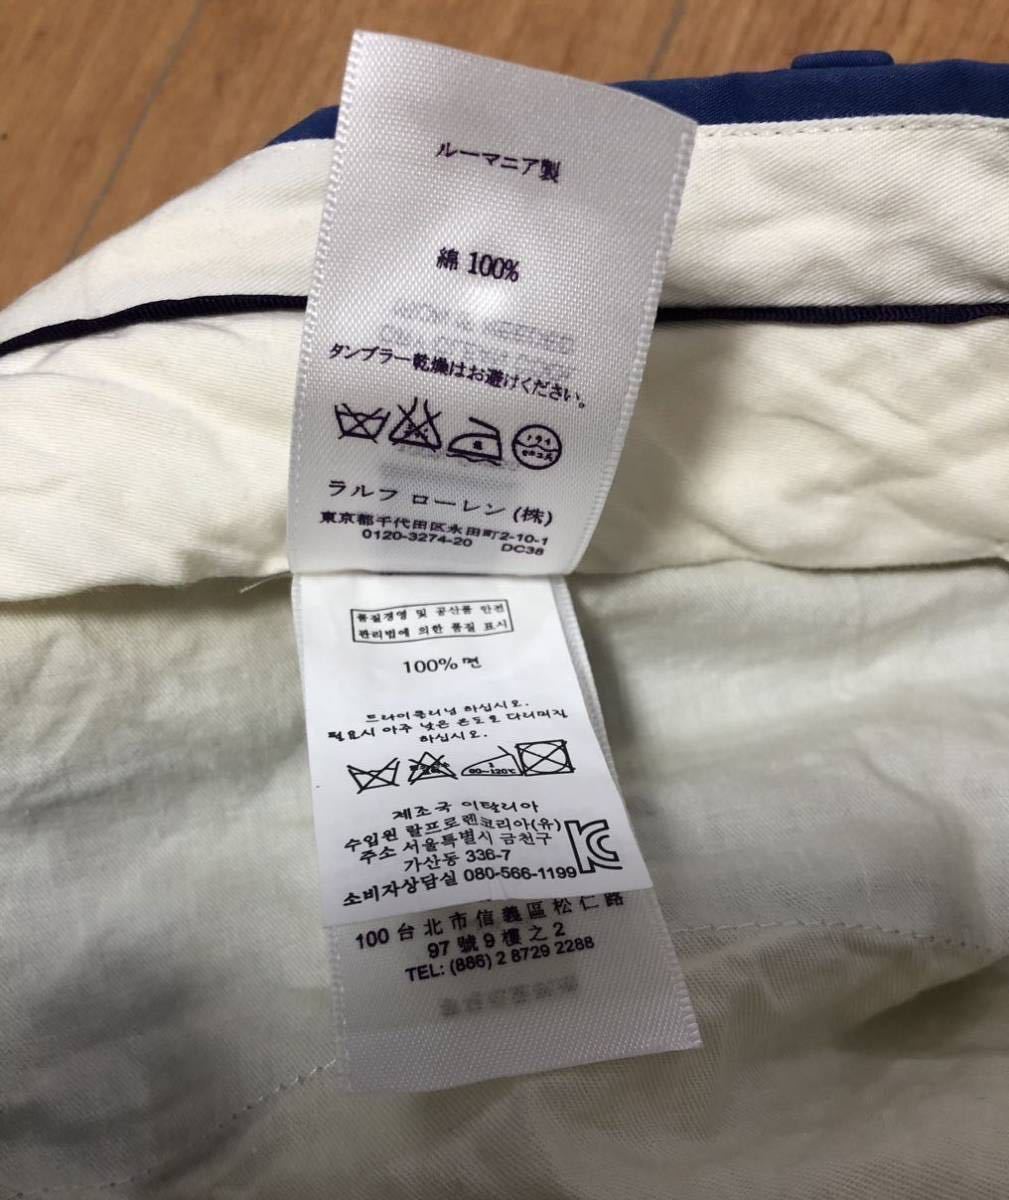 ルーマニア製
綿 100%
タンブラー乾燥はお避けください。
ラルフ ローレン (株)
東京都千代田区永田町2-10-1
0120-3274-20 DC38
품질경영 및 공산품 안전
관리법에 의한 품질 표시
100% 면
드라이클리닝 하십시오.
필요시 아주 낮은 온도로 다려마질
하십시오.
80~120℃
제조국 이탈리아
수입원 랄프로렌코리아(유)
주소 서울특별시 금천구
가산동 336-7
소비자상담실 080-566-1199
100 台北市信義區松仁路
97 號 9 樓之 2
TEL: (886) 2 8729 2288